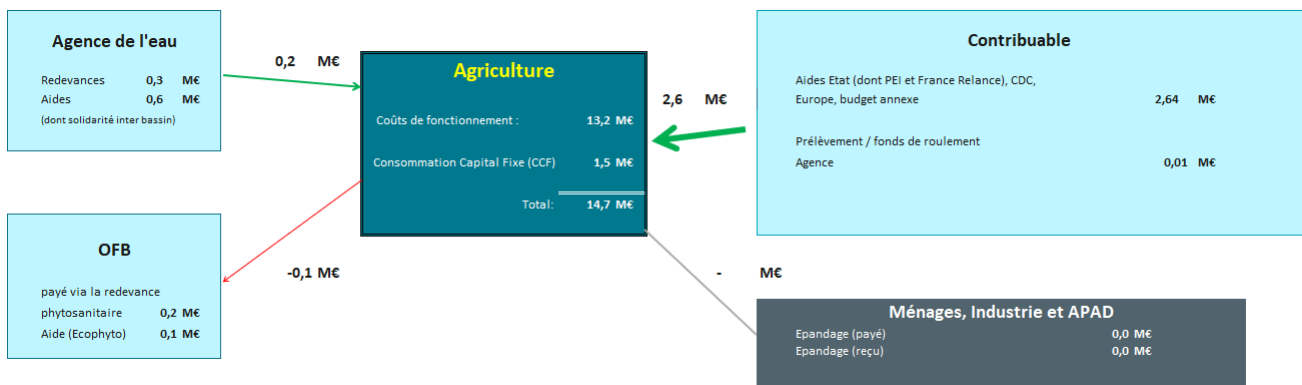 Agence de l'eau
Redevances 0,3 M€
Aides 0,6 M€
(dont solidarité inter bassin)
0,2 M€
Agriculture
Coûts de fonctionnement : 13,2 M€
Consommation Capital Fixe (CCF) 1,5 M€
Total: 14,7 M€
2,6 M€
Contribuable
Aides Etat (dont PEI et France Relance), CDC,
Europe, budget annexe 2,64 M€
Prélèvement / fonds de roulement
Agence 0,01 M€
OFB
payé via la redevance
phytosanitaire 0,2 M€
Aide (Ecophyto) 0,1 M€
-0,1 M€
- M€
Ménages, Industrie et APAD
Epandage (payé) 0,0 M€
Epandage (reçu) 0,0 M€